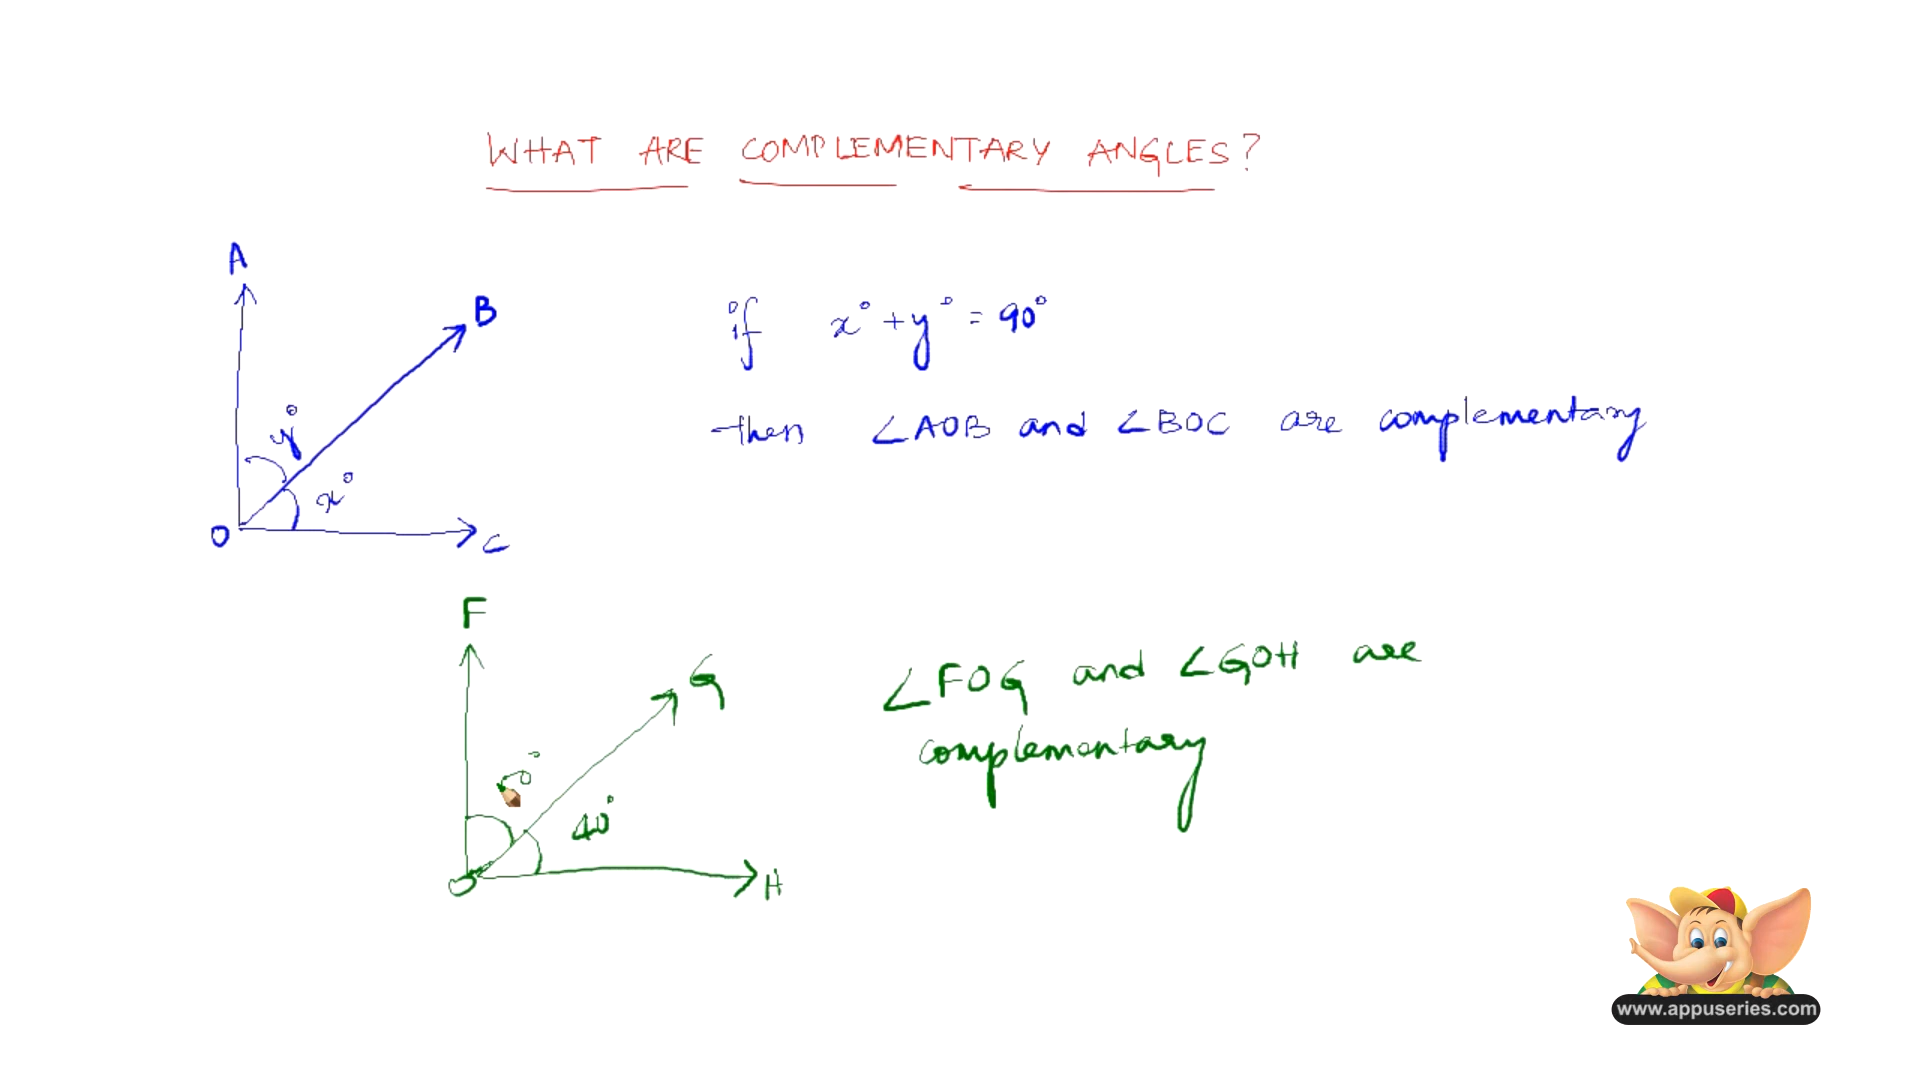 WHAT ARE COMPLEMENTARY ANGLES?
A
B
if x° + y° = 90°
y°
then ∠AOB and ∠BOC are complementary
x°
O
C
F
G
∠FOG and ∠GOH are
complementary
40°
O
H
www.appuseries.com